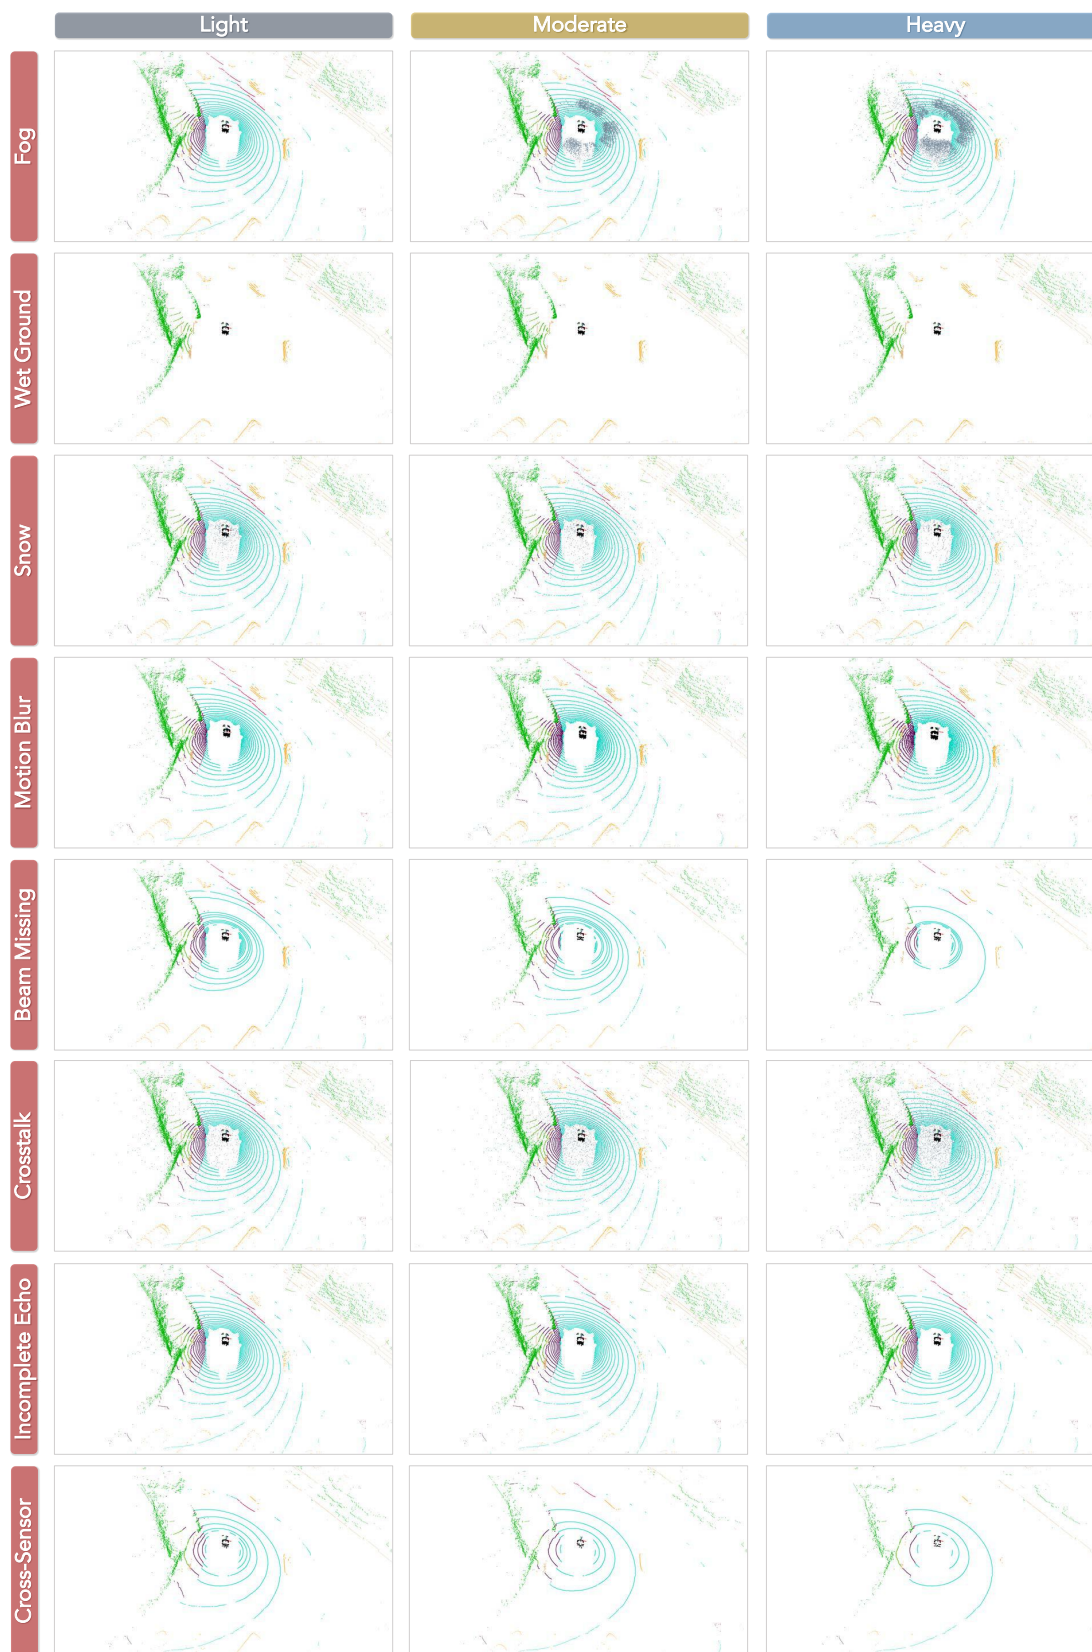 Light
Moderate
Heavy
Fog
Wet Ground
Snow
Motion Blur
Beam Missing
Crosstalk
Incomplete Echo
Cross-Sensor